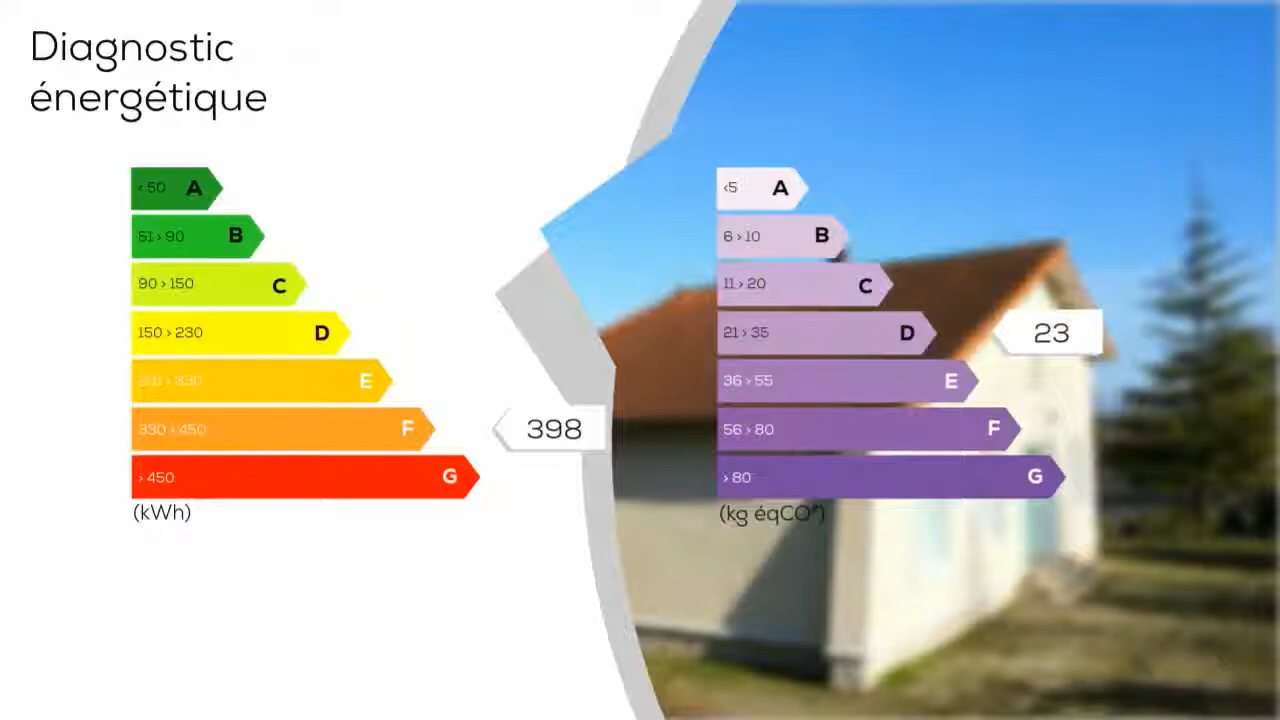 Diagnostic
énergétique
< 50 A
51 > 90 B
90 > 150 C
150 > 230 D
E
330 > 450 F
> 450 G
(kWh)
398
<5 A
6 > 10 B
11 > 20 C
21 > 35 D
36 > 55 E
56 > 80 F
> 80 G
(kg éqCO²)
23